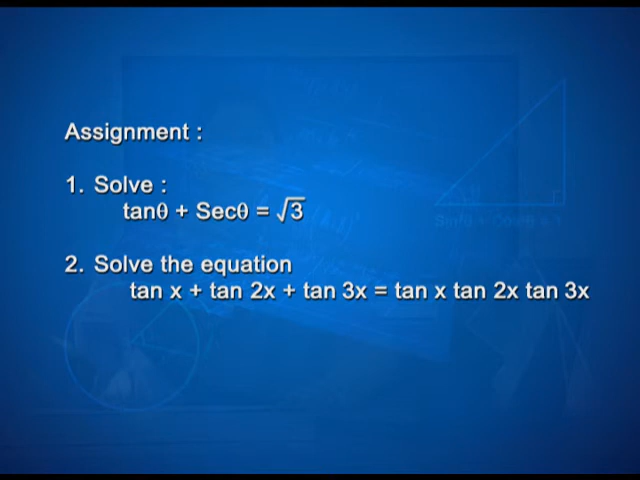 Assignment :
1. Solve :
tanθ + Secθ = √3
2. Solve the equation
tan x + tan 2x + tan 3x = tan x tan 2x tan 3x